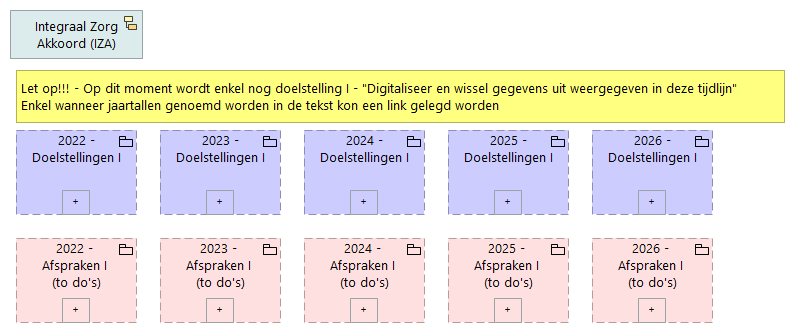 Integraal Zorg
Akkoord (IZA)
Let op!!! - Op dit moment wordt enkel nog doelstelling I - "Digitaliseer en wissel gegevens uit weergegeven in deze tijdlijn"
Enkel wanneer jaartallen genoemd worden in de tekst kon een link gelegd worden
2022 -
Doelstellingen I
+
2023 -
Doelstellingen I
+
2024 -
Doelstellingen I
+
2025 -
Doelstellingen I
+
2026 -
Doelstellingen I
+
2022 -
Afspraken I
(to do's)
+
2023 -
Afspraken I
(to do's)
+
2024 -
Afspraken I
(to do's)
+
2025 -
Afspraken I
(to do's)
+
2026 -
Afspraken I
(to do's)
+